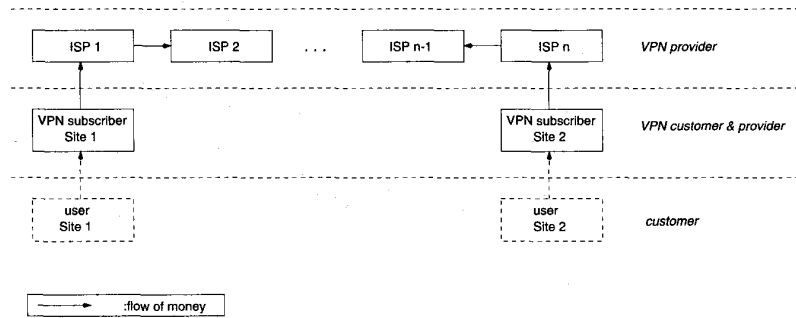 ISP 1
ISP 2
. . .
ISP n-1
ISP n
VPN provider
VPN subscriber
Site 1
VPN subscriber
Site 2
VPN customer & provider
user
Site 1
user
Site 2
customer
:flow of money